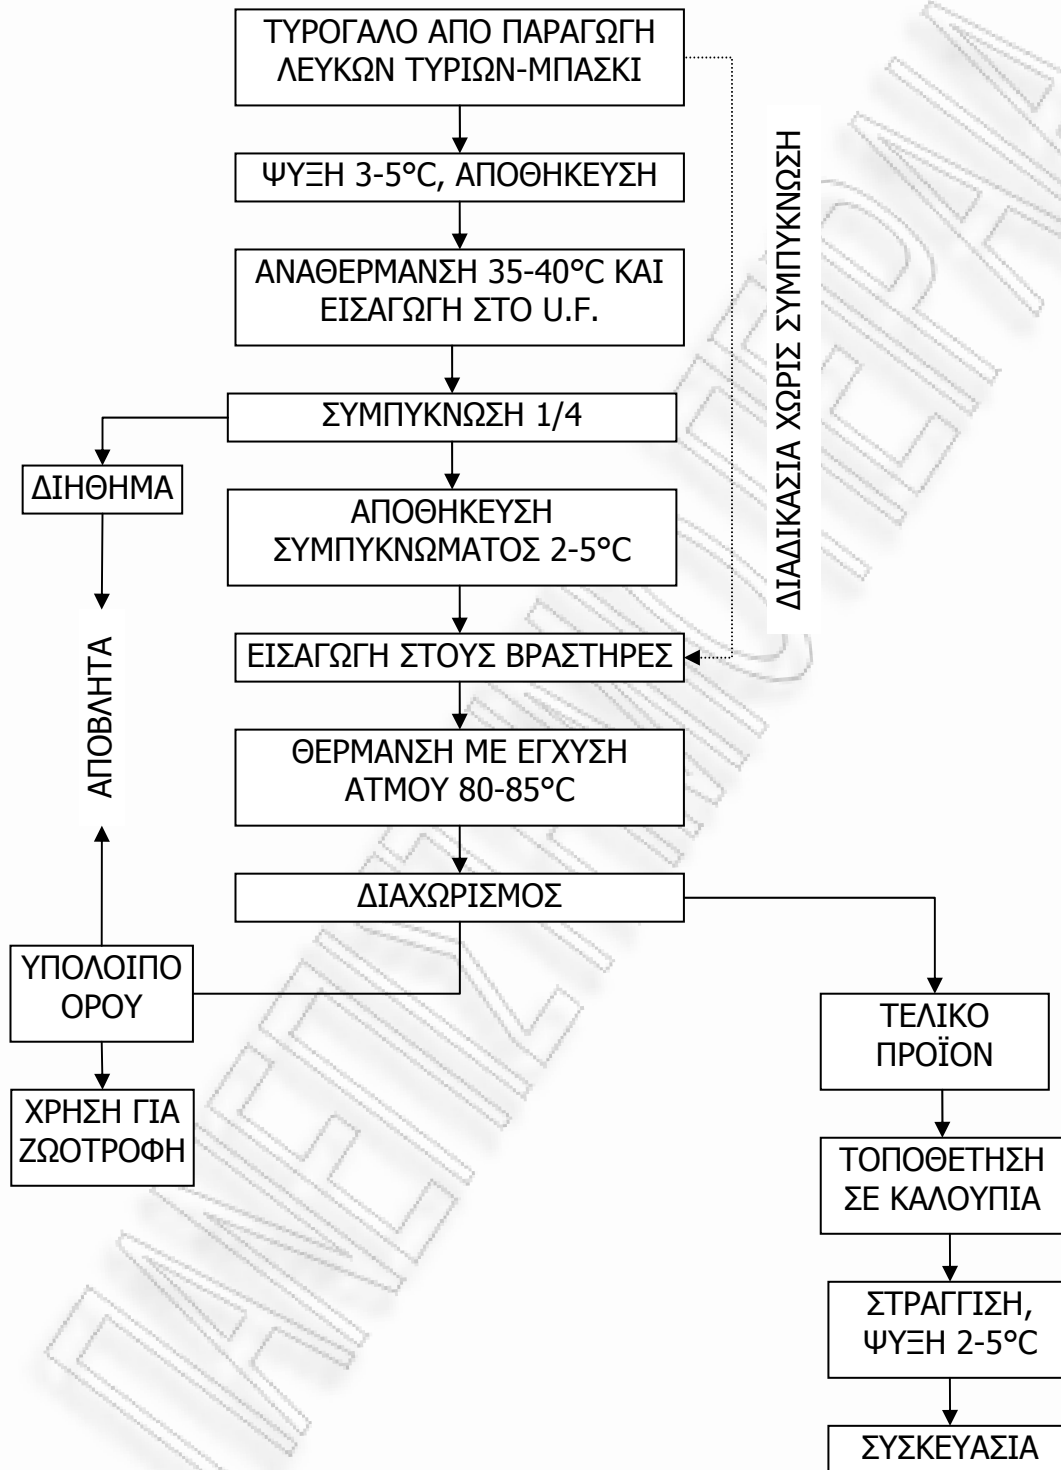 ΤΥΡΟΓΑΛΟ ΑΠΟ ΠΑΡΑΓΩΓΗ
ΛΕΥΚΩΝ ΤΥΡΙΩΝ-ΜΠΑΣΚΙ
ΨΥΞΗ 3-5°C, ΑΠΟΘΗΚΕΥΣΗ
ΑΝΑΘΕΡΜΑΝΣΗ 35-40°C ΚΑΙ
ΕΙΣΑΓΩΓΗ ΣΤΟ U.F.
ΔΙΑΔΙΚΑΣΙΑ ΧΩΡΙΣ ΣΥΜΠΥΚΝΩΣΗ
ΣΥΜΠΥΚΝΩΣΗ 1/4
ΔΙΗΘΗΜΑ
ΑΠΟΘΗΚΕΥΣΗ
ΣΥΜΠΥΚΝΩΜΑΤΟΣ 2-5°C
ΕΙΣΑΓΩΓΗ ΣΤΟΥΣ ΒΡΑΣΤΗΡΕΣ
ΑΠΟΒΛΗΤΑ
ΘΕΡΜΑΝΣΗ ΜΕ ΕΓΧΥΣΗ
ΑΤΜΟΥ 80-85°C
ΔΙΑΧΩΡΙΣΜΟΣ
ΥΠΟΛΟΙΠΟ
ΟΡΟΥ
ΤΕΛΙΚΟ
ΠΡΟΪΟΝ
ΧΡΗΣΗ ΓΙΑ
ΖΩΟΤΡΟΦΗ
ΤΟΠΟΘΕΤΗΣΗ
ΣΕ ΚΑΛΟΥΠΙΑ
ΣΤΡΑΓΓΙΣΗ,
ΨΥΞΗ 2-5°C
ΣΥΣΚΕΥΑΣΙΑ